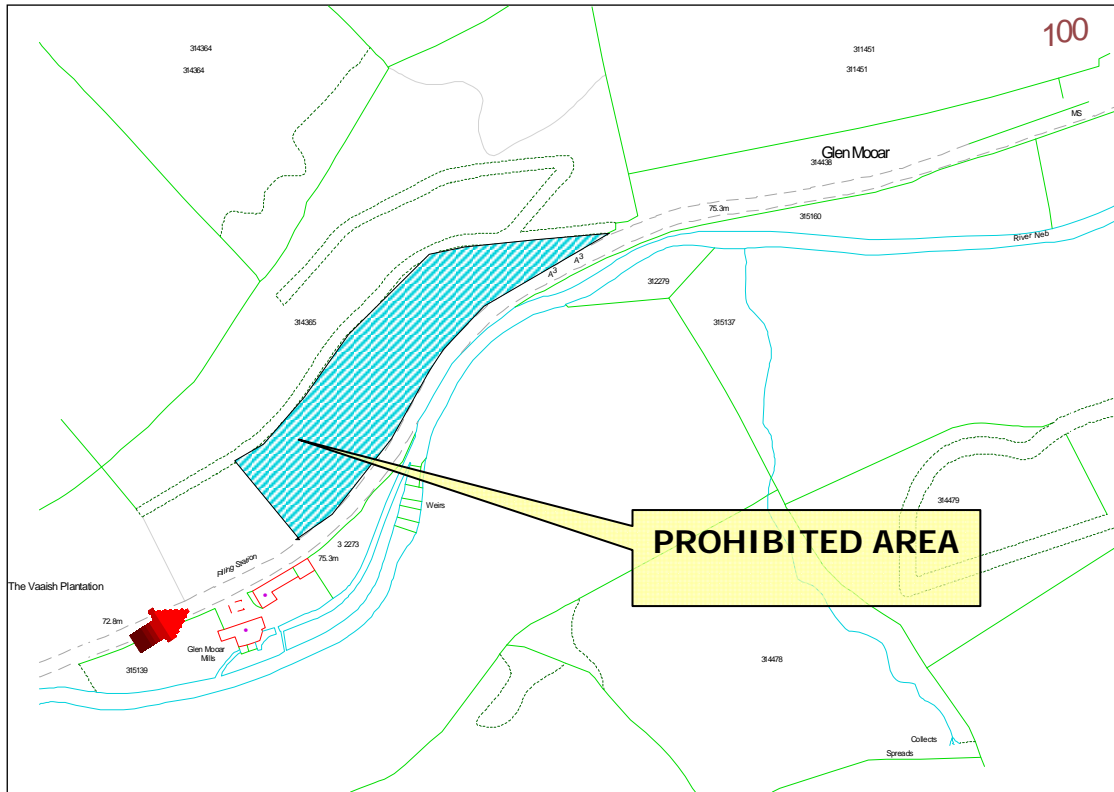 100
314364
314364
311451
311451
MS
Glen Mooar
314438
75.3m
315160
River Neb
A3
A3
312279
314365
315137
314479
Weirs
PROHIBITED AREA
3 2273
75.3m
Filling Station
The Vaaish Plantation
72.8m
Glen Mooar
Mills
315139
314478
Collects
Spreads